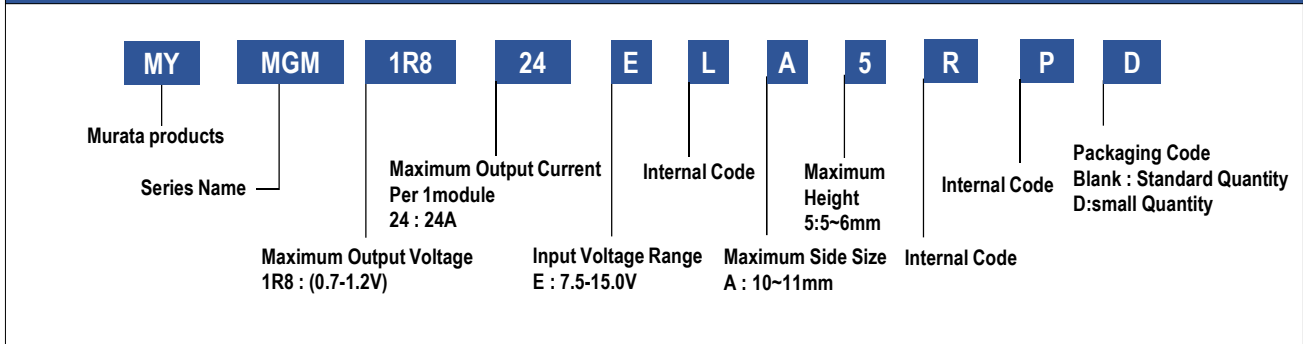 MY MGM 1R8 24 E L A 5 R P D
Murata products
Series Name
Maximum Output Voltage
1R8 : (0.7-1.2V)
Maximum Output Current
Per 1module
24 : 24A
Input Voltage Range
E : 7.5-15.0V
Internal Code
Maximum Side Size
A : 10~11mm
Maximum
Height
5:5~6mm
Internal Code
Internal Code
Packaging Code
Blank : Standard Quantity
D:small Quantity